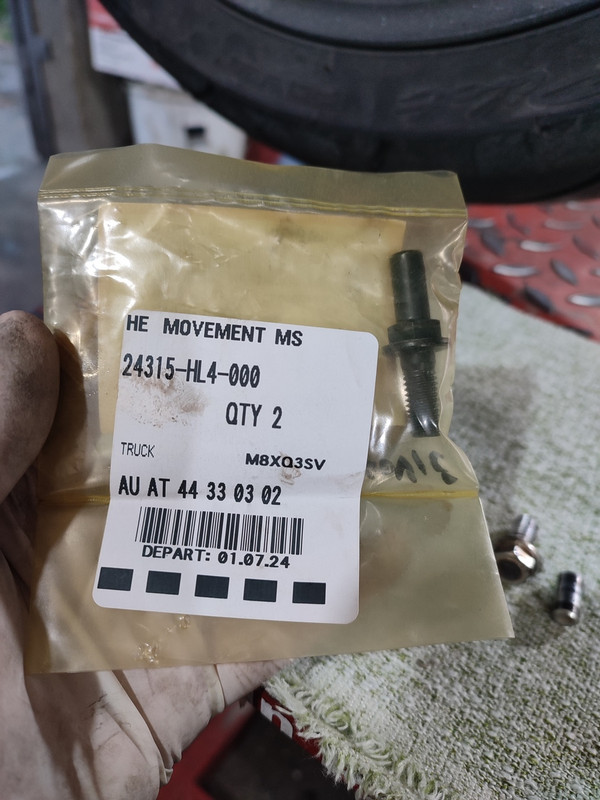 HE MOVEMENT MS
24315-HL4-000
QTY 2
TRUCK
M8XQ3SV
AU AT 44 33 03 02
DEPART: 01.07.24